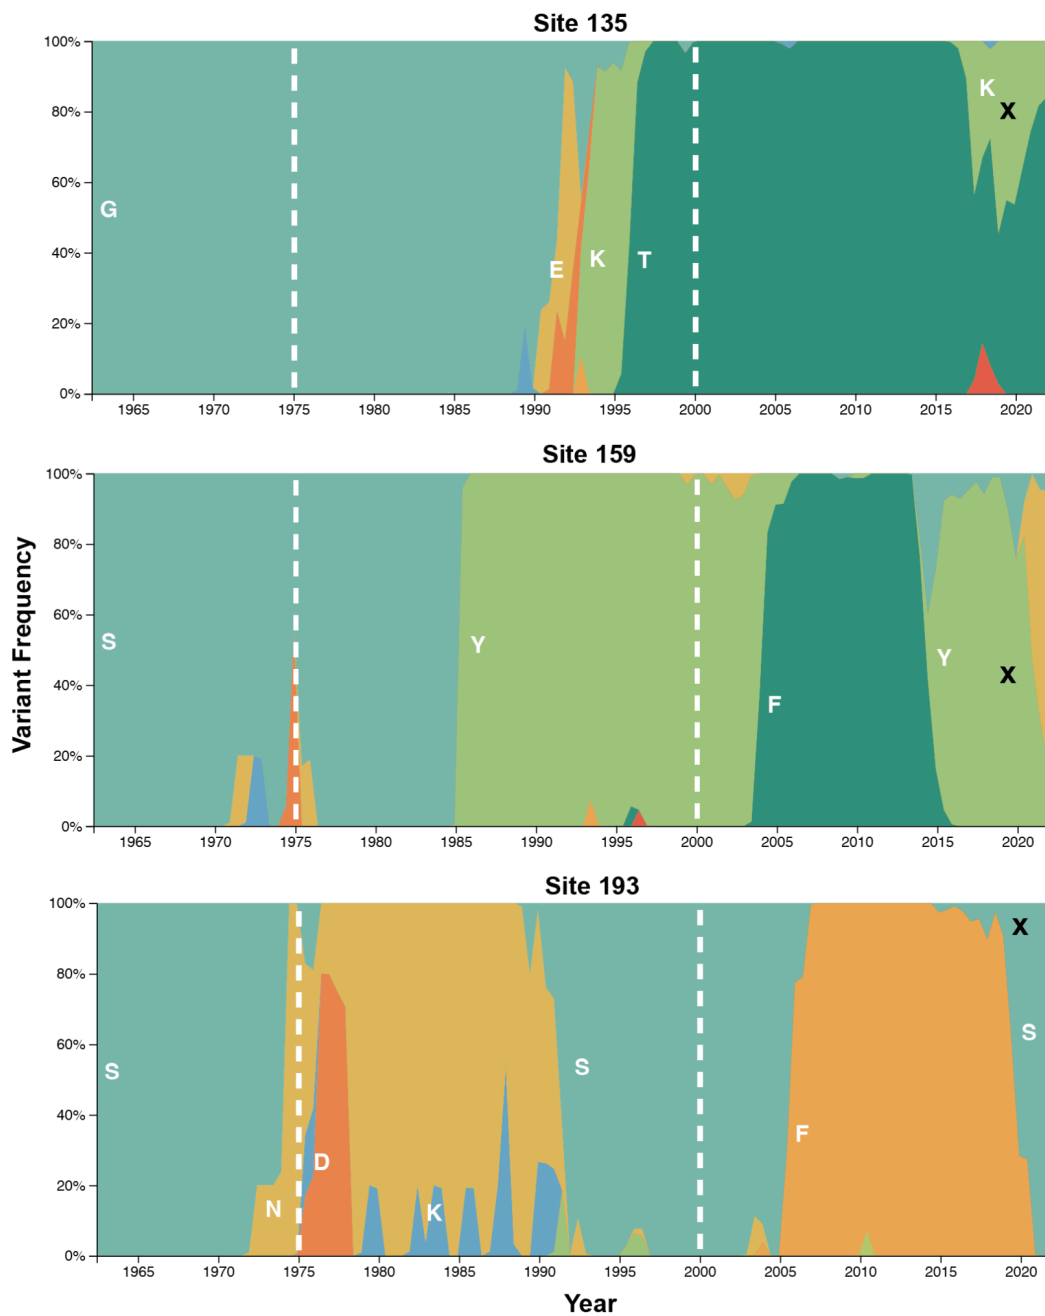 Site 135
100%
K
X
80%
60%
G
40%
E
K
T
20%
0%
1965 1970 1975 1980 1985 1990 1995 2000 2005 2010 2015 2020
Site 159
100%
80%
60%
S
Y
Y
X
40%
F
20%
0%
1965 1970 1975 1980 1985 1990 1995 2000 2005 2010 2015 2020
Variant Frequency
Site 193
100%
X
80%
60%
S
S
S
40%
F
D
20%
N
K
0%
1965 1970 1975 1980 1985 1990 1995 2000 2005 2010 2015 2020
Year